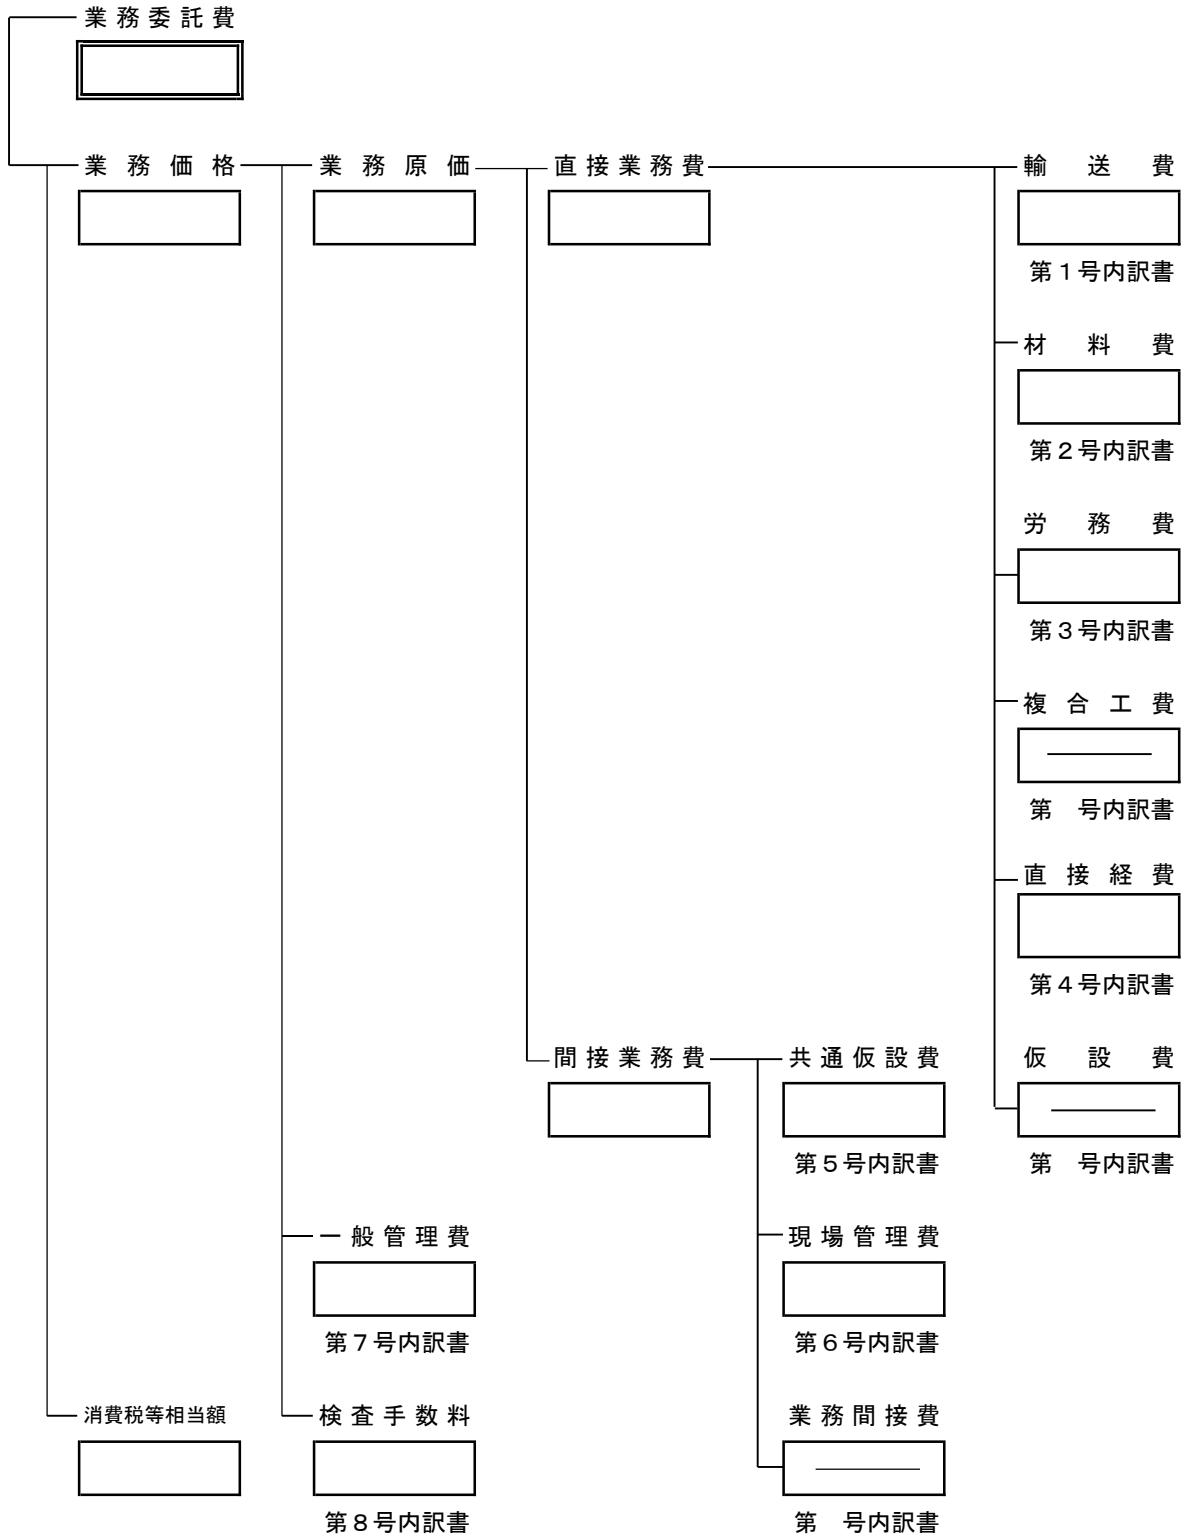 業務委託費
業務価格
業務原価
直接業務費
輸送費
第1号内訳書
材料費
第2号内訳書
労務費
第3号内訳書
複合工費
第　号内訳書
直接経費
第4号内訳書
間接業務費
共通仮設費
仮設費
第5号内訳書
第　号内訳書
一般管理費
現場管理費
第7号内訳書
第6号内訳書
消費税等相当額
検査手数料
業務間接費
第8号内訳書
第　号内訳書